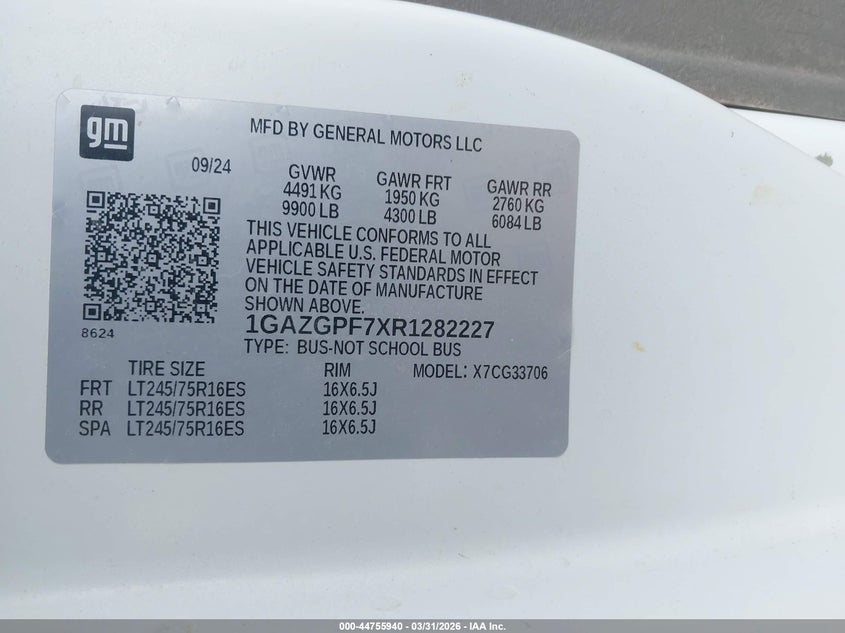 gm
MFD BY GENERAL MOTORS LLC
09/24
GVWR GAWR FRT GAWR RR
4491 KG 1950 KG 2760 KG
9900 LB 4300 LB 6084 LB
THIS VEHICLE CONFORMS TO ALL
APPLICABLE U.S. FEDERAL MOTOR
VEHICLE SAFETY STANDARDS IN EFFECT
ON THE DATE OF MANUFACTURE
SHOWN ABOVE.
8624
1GAZGPF7XR1282227
TYPE: BUS-NOT SCHOOL BUS
TIRE SIZE RIM MODEL: X7CG33706
FRT LT245/75R16ES 16X6.5J
RR LT245/75R16ES 16X6.5J
SPA LT245/75R16ES 16X6.5J
000-44755940 - 03/31/2026 - IAA Inc.